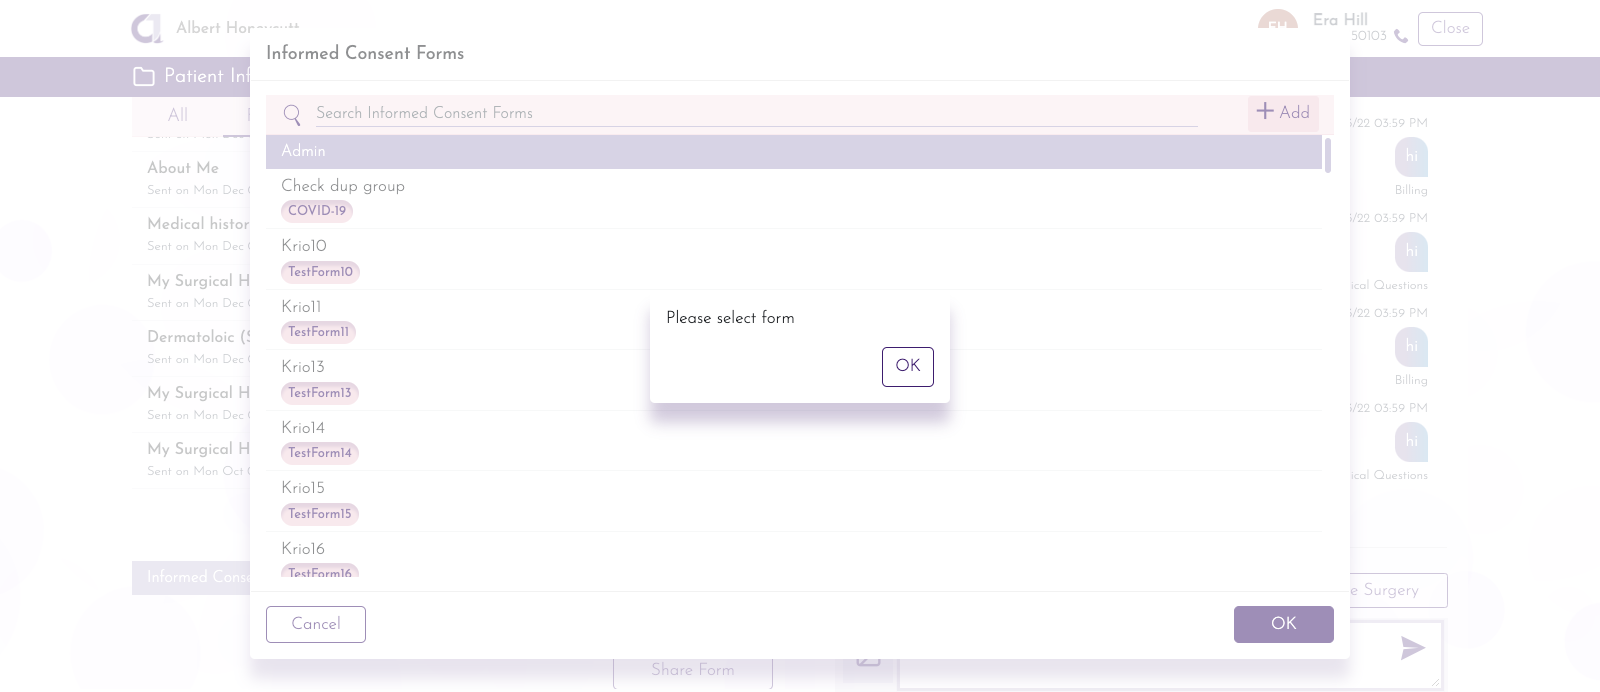 Albert Honeycutt
Era Hill
50103
Close
Informed Consent Forms
Patient Inf
All
Search Informed Consent Forms
Add
Admin
/22 03:59 PM
hi
Billing
About Me
Sent on Mon Dec
Check dup group
COVID-19
/22 03:59 PM
hi
ical Questions
Medical histor
Sent on Mon Dec
Krio10
TestForm10
My Surgical H
Sent on Mon Dec
Krio11
TestForm11
Please select form
OK
/22 03:59 PM
hi
Billing
Dermatoloic (S
Sent on Mon Dec
Krio13
TestForm13
My Surgical H
Sent on Mon Dec
Krio14
TestForm14
/22 03:59 PM
hi
ical Questions
My Surgical H
Sent on Mon Oct
Krio15
TestForm15
Krio16
TestForm16
Informed Conse
e Surgery
Cancel
OK
Share Form